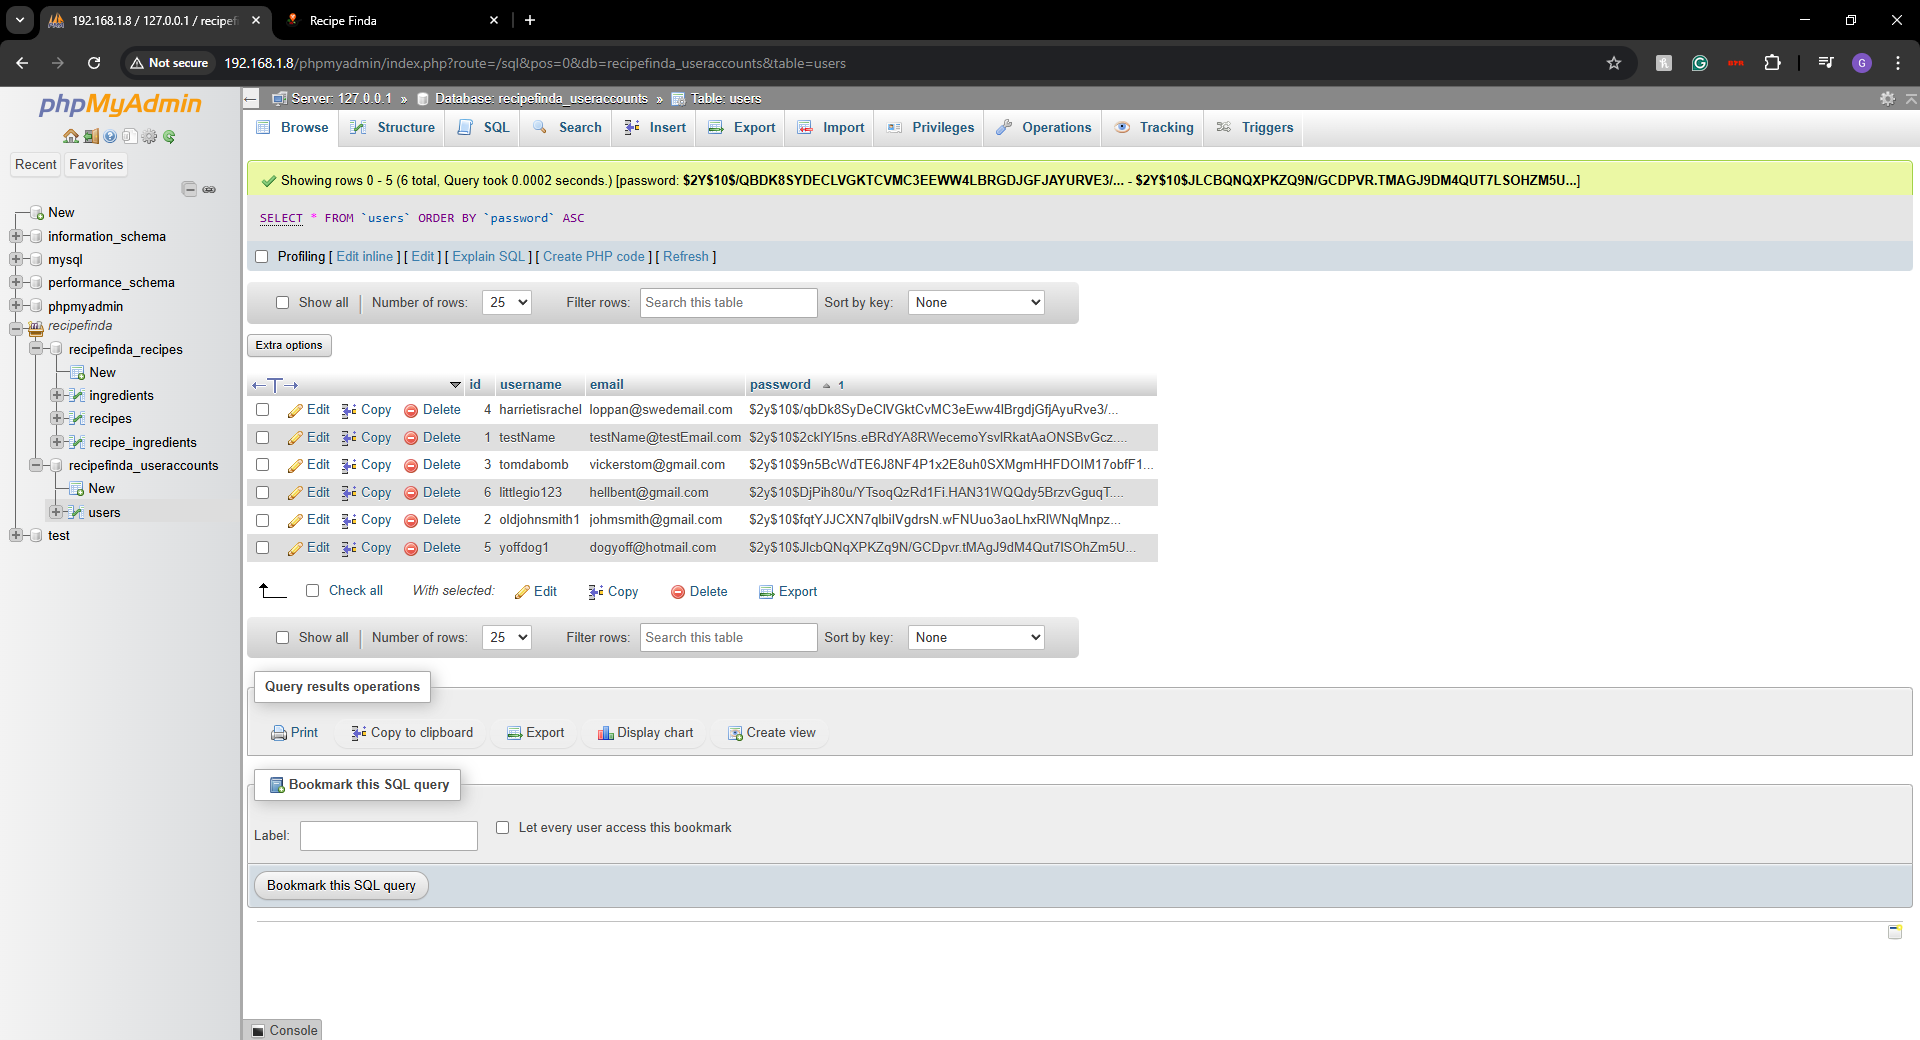 192.168.1.8 / 127.0.0.1 / recipef
Recipe Finda
Not secure
192.168.1.8/phpmyadmin/index.php?route=/sql&pos=0&db=recipefinda_useraccounts&table=users
G
phpMyAdmin
Recent
Favorites
New
information_schema
mysql
performance_schema
phpmyadmin
recipefinda
recipefinda_recipes
New
ingredients
recipes
recipe_ingredients
recipefinda_useraccounts
New
users
test
Server: 127.0.0.1 » Database: recipefinda_useraccounts » Table: users
Browse Structure SQL Search Insert Export Import Privileges Operations Tracking Triggers
Showing rows 0 - 5 (6 total, Query took 0.0002 seconds.) [password: $2Y$10$/QBDK8SYDECLVGKTCVMC3EEWW4LBRGDJGFJAYURVE3/... - $2Y$10$JLCBQNQXPKZQ9N/GCDPVR.TMAGJ9DM4QUT7LSOHZM5U...]
SELECT * FROM `users` ORDER BY `password` ASC
Profiling [ Edit inline ] [ Edit ] [ Explain SQL ] [ Create PHP code ] [ Refresh ]
Show all Number of rows: 25 Filter rows: Search this table Sort by key: None
Extra options
id username email password 1
Edit Copy Delete 4 harrietisrachel loppan@swedemail.com $2y$10$/qbDk8SyDeClVGktCvMC3eEww4lBrgdjGfjAyuRve3/...
Edit Copy Delete 1 testName testName@testEmail.com $2y$10$2cklYI5ns.eBRdYA8RWecemoYsvlRkatAaONSBvGcz....
Edit Copy Delete 3 tomdabomb vickerstom@gmail.com $2y$10$9n5BcWdTE6J8NF4P1x2E8uh0SXMgmHHFDOIM17obfF1...
Edit Copy Delete 6 littlegio123 hellbent@gmail.com $2y$10$DjPih80u/YTsoqQzRd1Fi.HAN31WQQdy5BrzvGguqT....
Edit Copy Delete 2 oldjohnsmith1 johmsmith@gmail.com $2y$10$fqtYJJCXN7qlbilVgdrsN.wFNUuo3aoLhxRlWNqMnpz...
Edit Copy Delete 5 yoffdog1 dogyoff@hotmail.com $2y$10$JlcbQNqXPKZq9N/GCDpvr.tMAgJ9dM4Qut7lSOhZm5U...
Check all With selected: Edit Copy Delete Export
Show all Number of rows: 25 Filter rows: Search this table Sort by key: None
Query results operations
Print Copy to clipboard Export Display chart Create view
Bookmark this SQL query
Label: Let every user access this bookmark
Bookmark this SQL query
Console